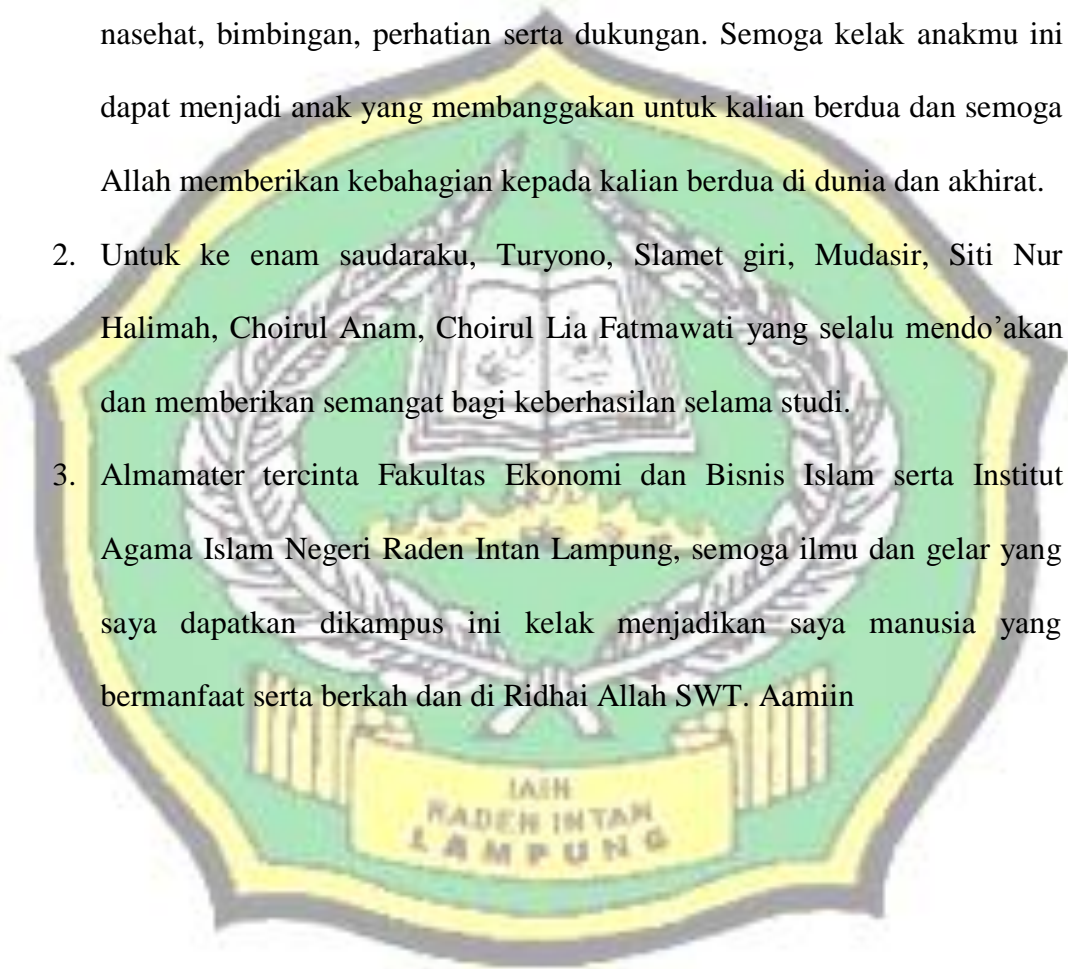 nasehat, bimbingan, perhatian serta dukungan. Semoga kelak anakmu ini
dapat menjadi anak yang membanggakan untuk kalian berdua dan semoga
Allah memberikan kebahagian kepada kalian berdua di dunia dan akhirat.
2. Untuk ke enam saudaraku, Turyono, Slamet giri, Mudasir, Siti Nur
Halimah, Choirul Anam, Choirul Lia Fatmawati yang selalu mendo’akan
dan memberikan semangat bagi keberhasilan selama studi.
3. Almamater tercinta Fakultas Ekonomi dan Bisnis Islam serta Institut
Agama Islam Negeri Raden Intan Lampung, semoga ilmu dan gelar yang
saya dapatkan dikampus ini kelak menjadikan saya manusia yang
bermanfaat serta berkah dan di Ridhai Allah SWT. Aamiin
IAIN
RADEN INTAN
LAMPUNG